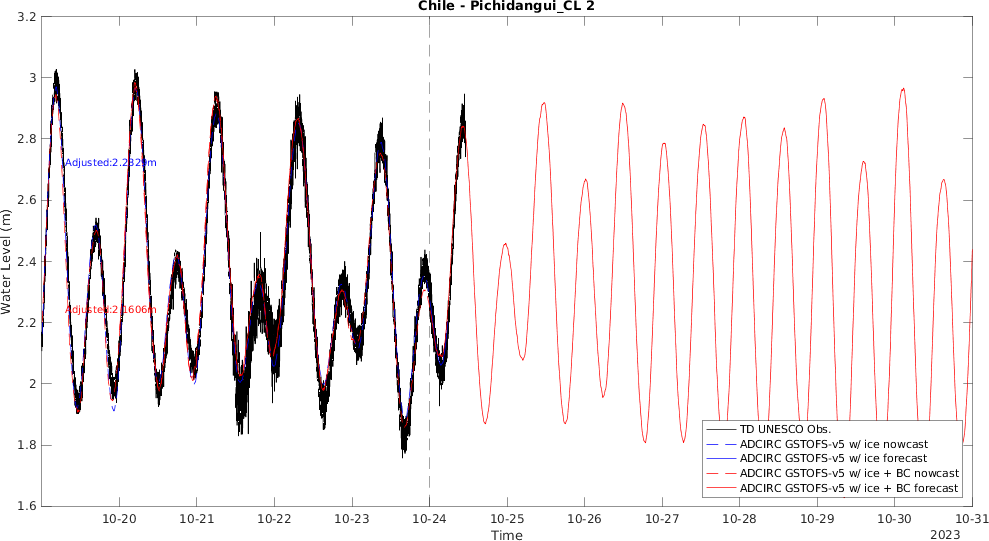 Chile - Pichidangui_CL 2
3.2
3
2.8
2.6
2.4
2.2
2
1.8
1.6
Water Level (m)
Adjusted:2.2329m
Adjusted:2.1606m
TD UNESCO Obs.
ADCIRC GSTOFS-v5 w/ ice nowcast
ADCIRC GSTOFS-v5 w/ ice forecast
ADCIRC GSTOFS-v5 w/ ice + BC nowcast
ADCIRC GSTOFS-v5 w/ ice + BC forecast
10-20 10-21 10-22 10-23 10-24 10-25 10-26 10-27 10-28 10-29 10-30 10-31
Time
2023